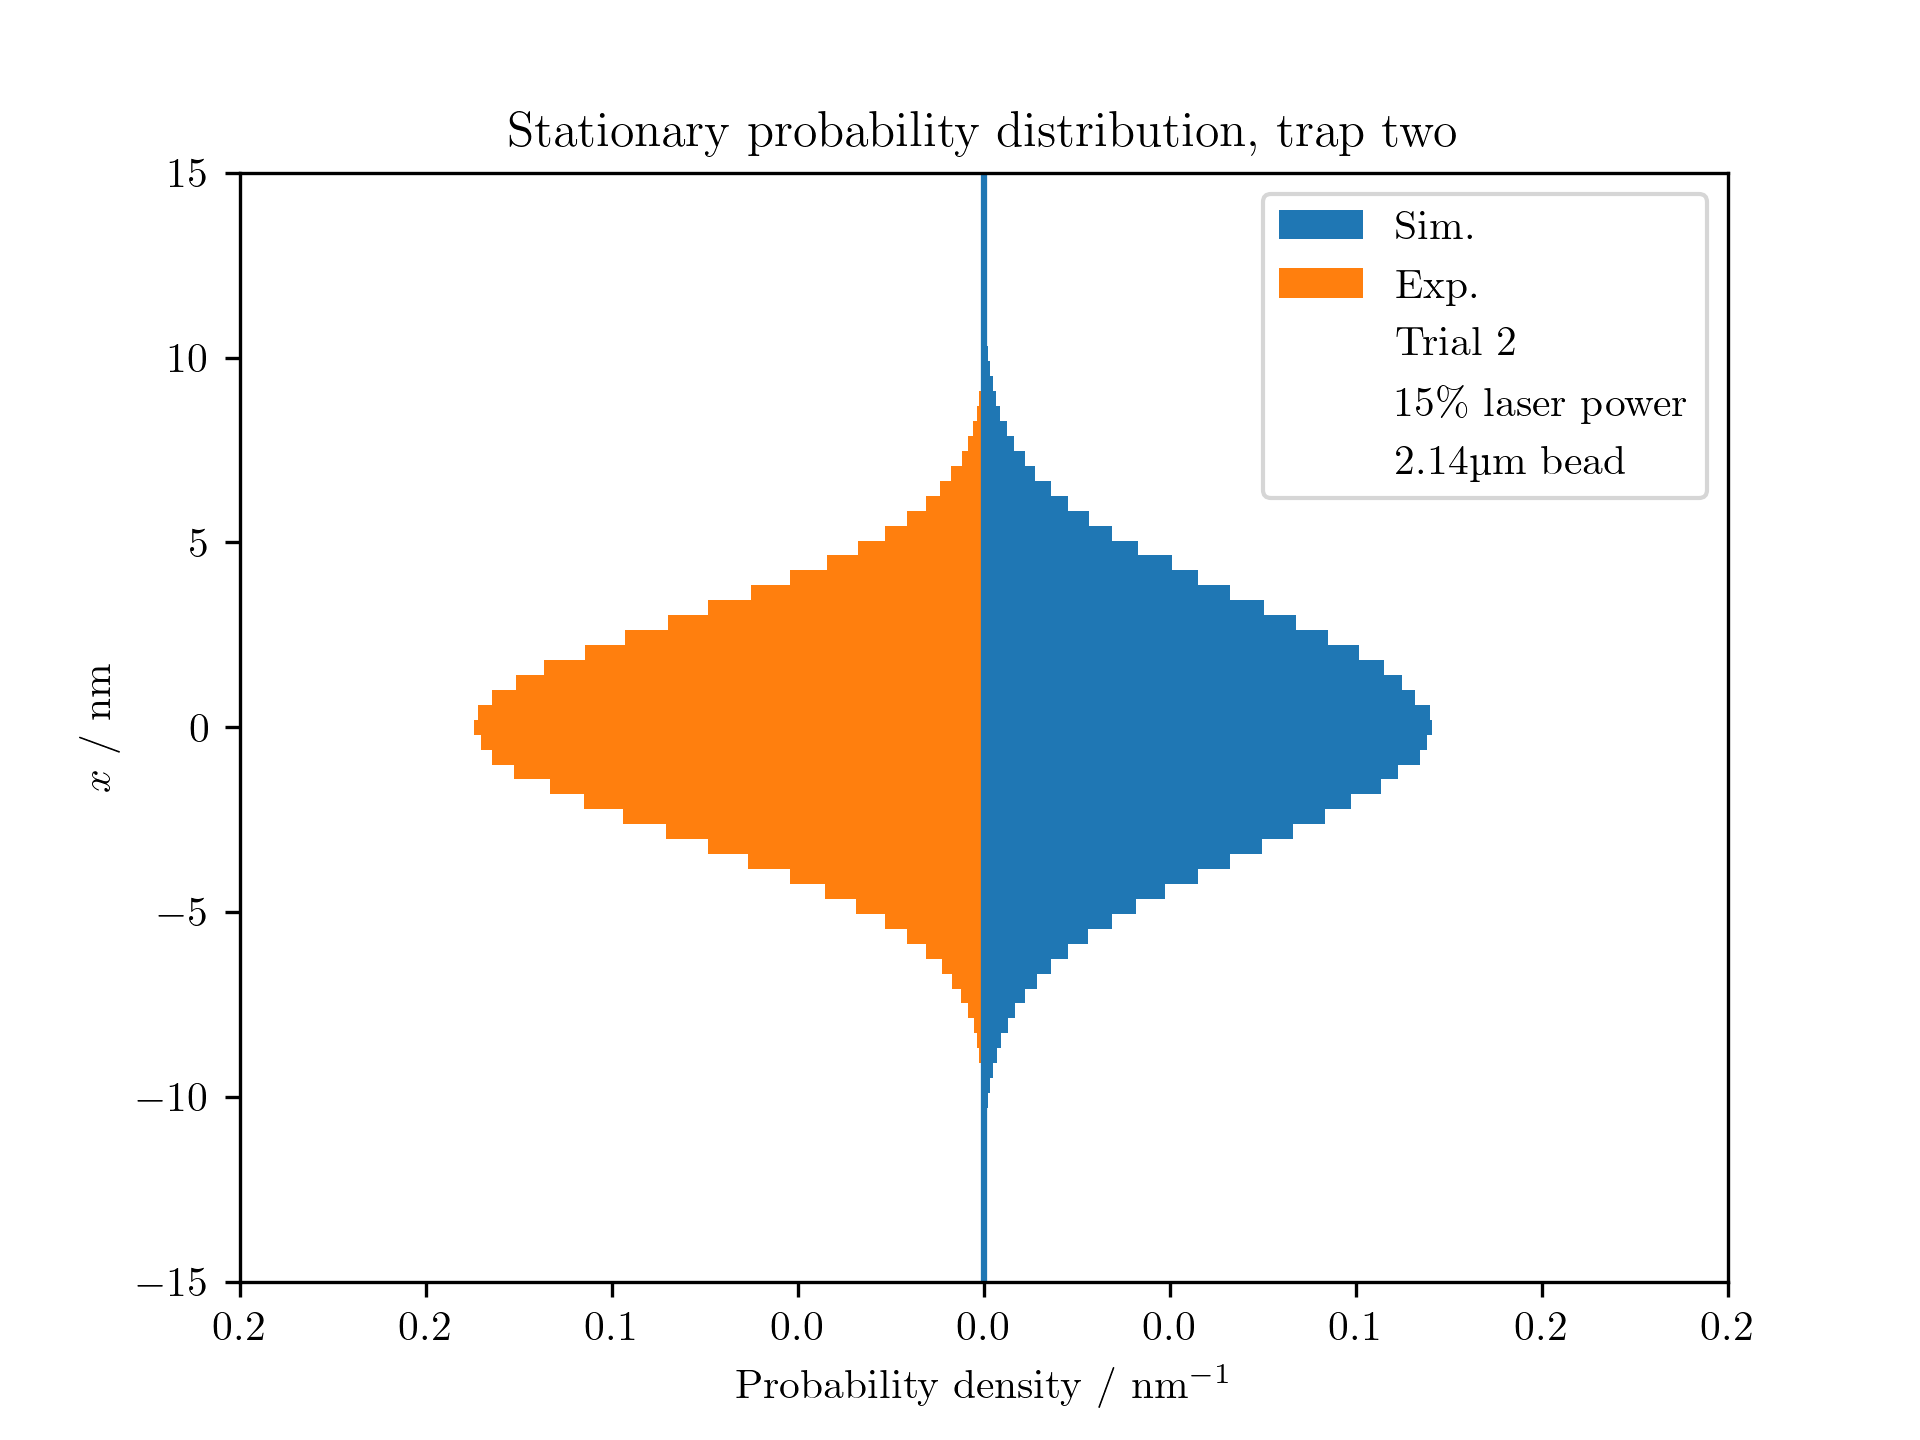 Stationary probability distribution, trap two
15
10
5
0
−5
−10
−15
x / nm
Sim.
Exp.
Trial 2
15% laser power
2.14µm bead
0.2 0.2 0.1 0.0 0.0 0.0 0.1 0.2 0.2
Probability density / nm⁻¹